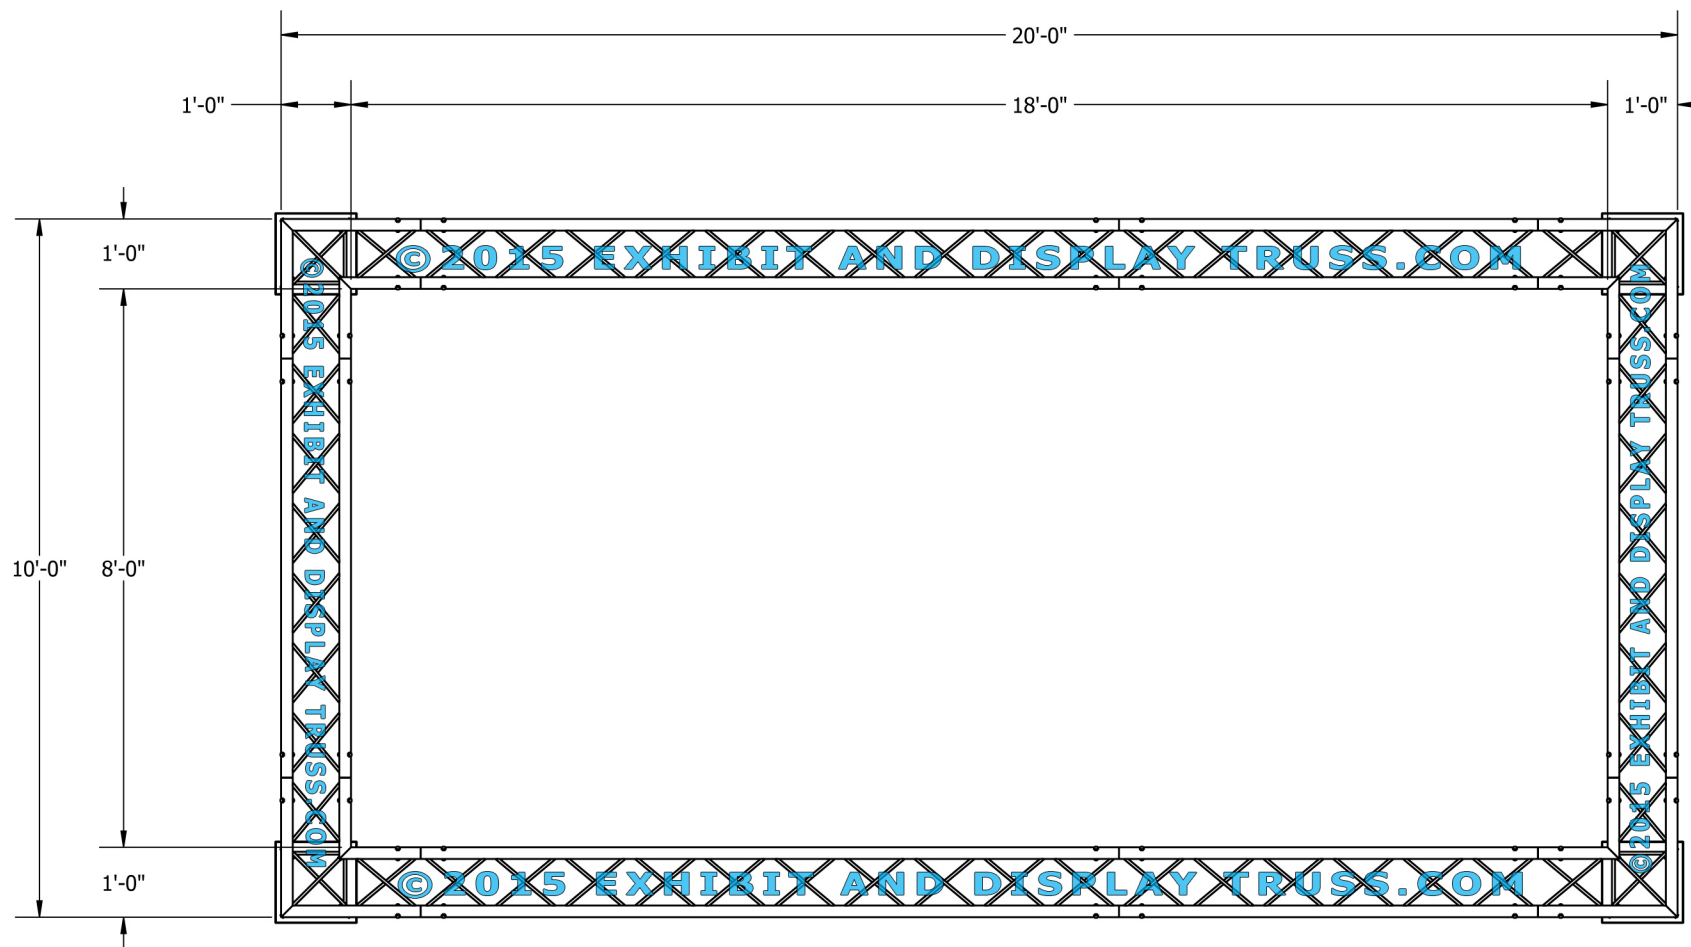 20'-0"
1'-0"
18'-0"
1'-0"
1'-0"
©2015 EXHIBIT AND DISPLAY TRUSS.COM
©2015 EXHIBIT AND DISPLAY TRUSS.COM
©2015 EXHIBIT AND DISPLAY TRUSS.COM
10'-0"
8'-0"
1'-0"
©2015 EXHIBIT AND DISPLAY TRUSS.COM